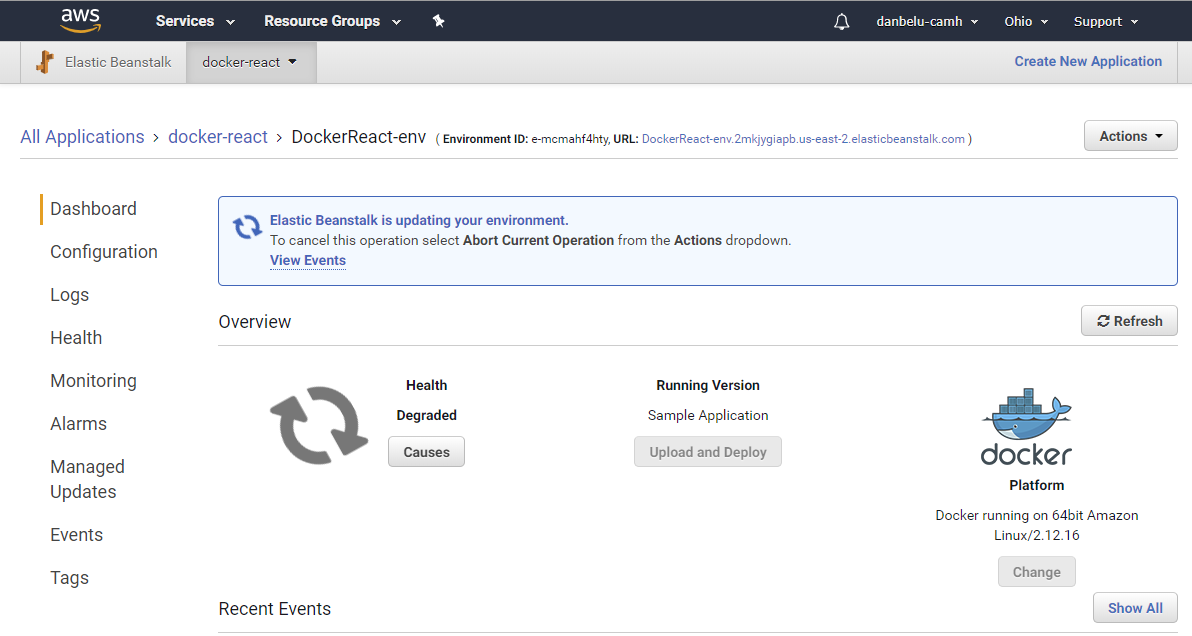 aws Services Resource Groups danbelu-camh Ohio Support
Elastic Beanstalk docker-react Create New Application
All Applications > docker-react > DockerReact-env ( Environment ID: e-mcmahf4hty, URL: DockerReact-env.2mkjygiapb.us-east-2.elasticbeanstalk.com )
Actions
Dashboard
Configuration
Logs
Health
Monitoring
Alarms
Managed
Updates
Events
Tags
Elastic Beanstalk is updating your environment.
To cancel this operation select Abort Current Operation from the Actions dropdown.
View Events
Overview
Refresh
Health
Degraded
Causes
Running Version
Sample Application
Upload and Deploy
docker
Platform
Docker running on 64bit Amazon
Linux/2.12.16
Change
Recent Events
Show All